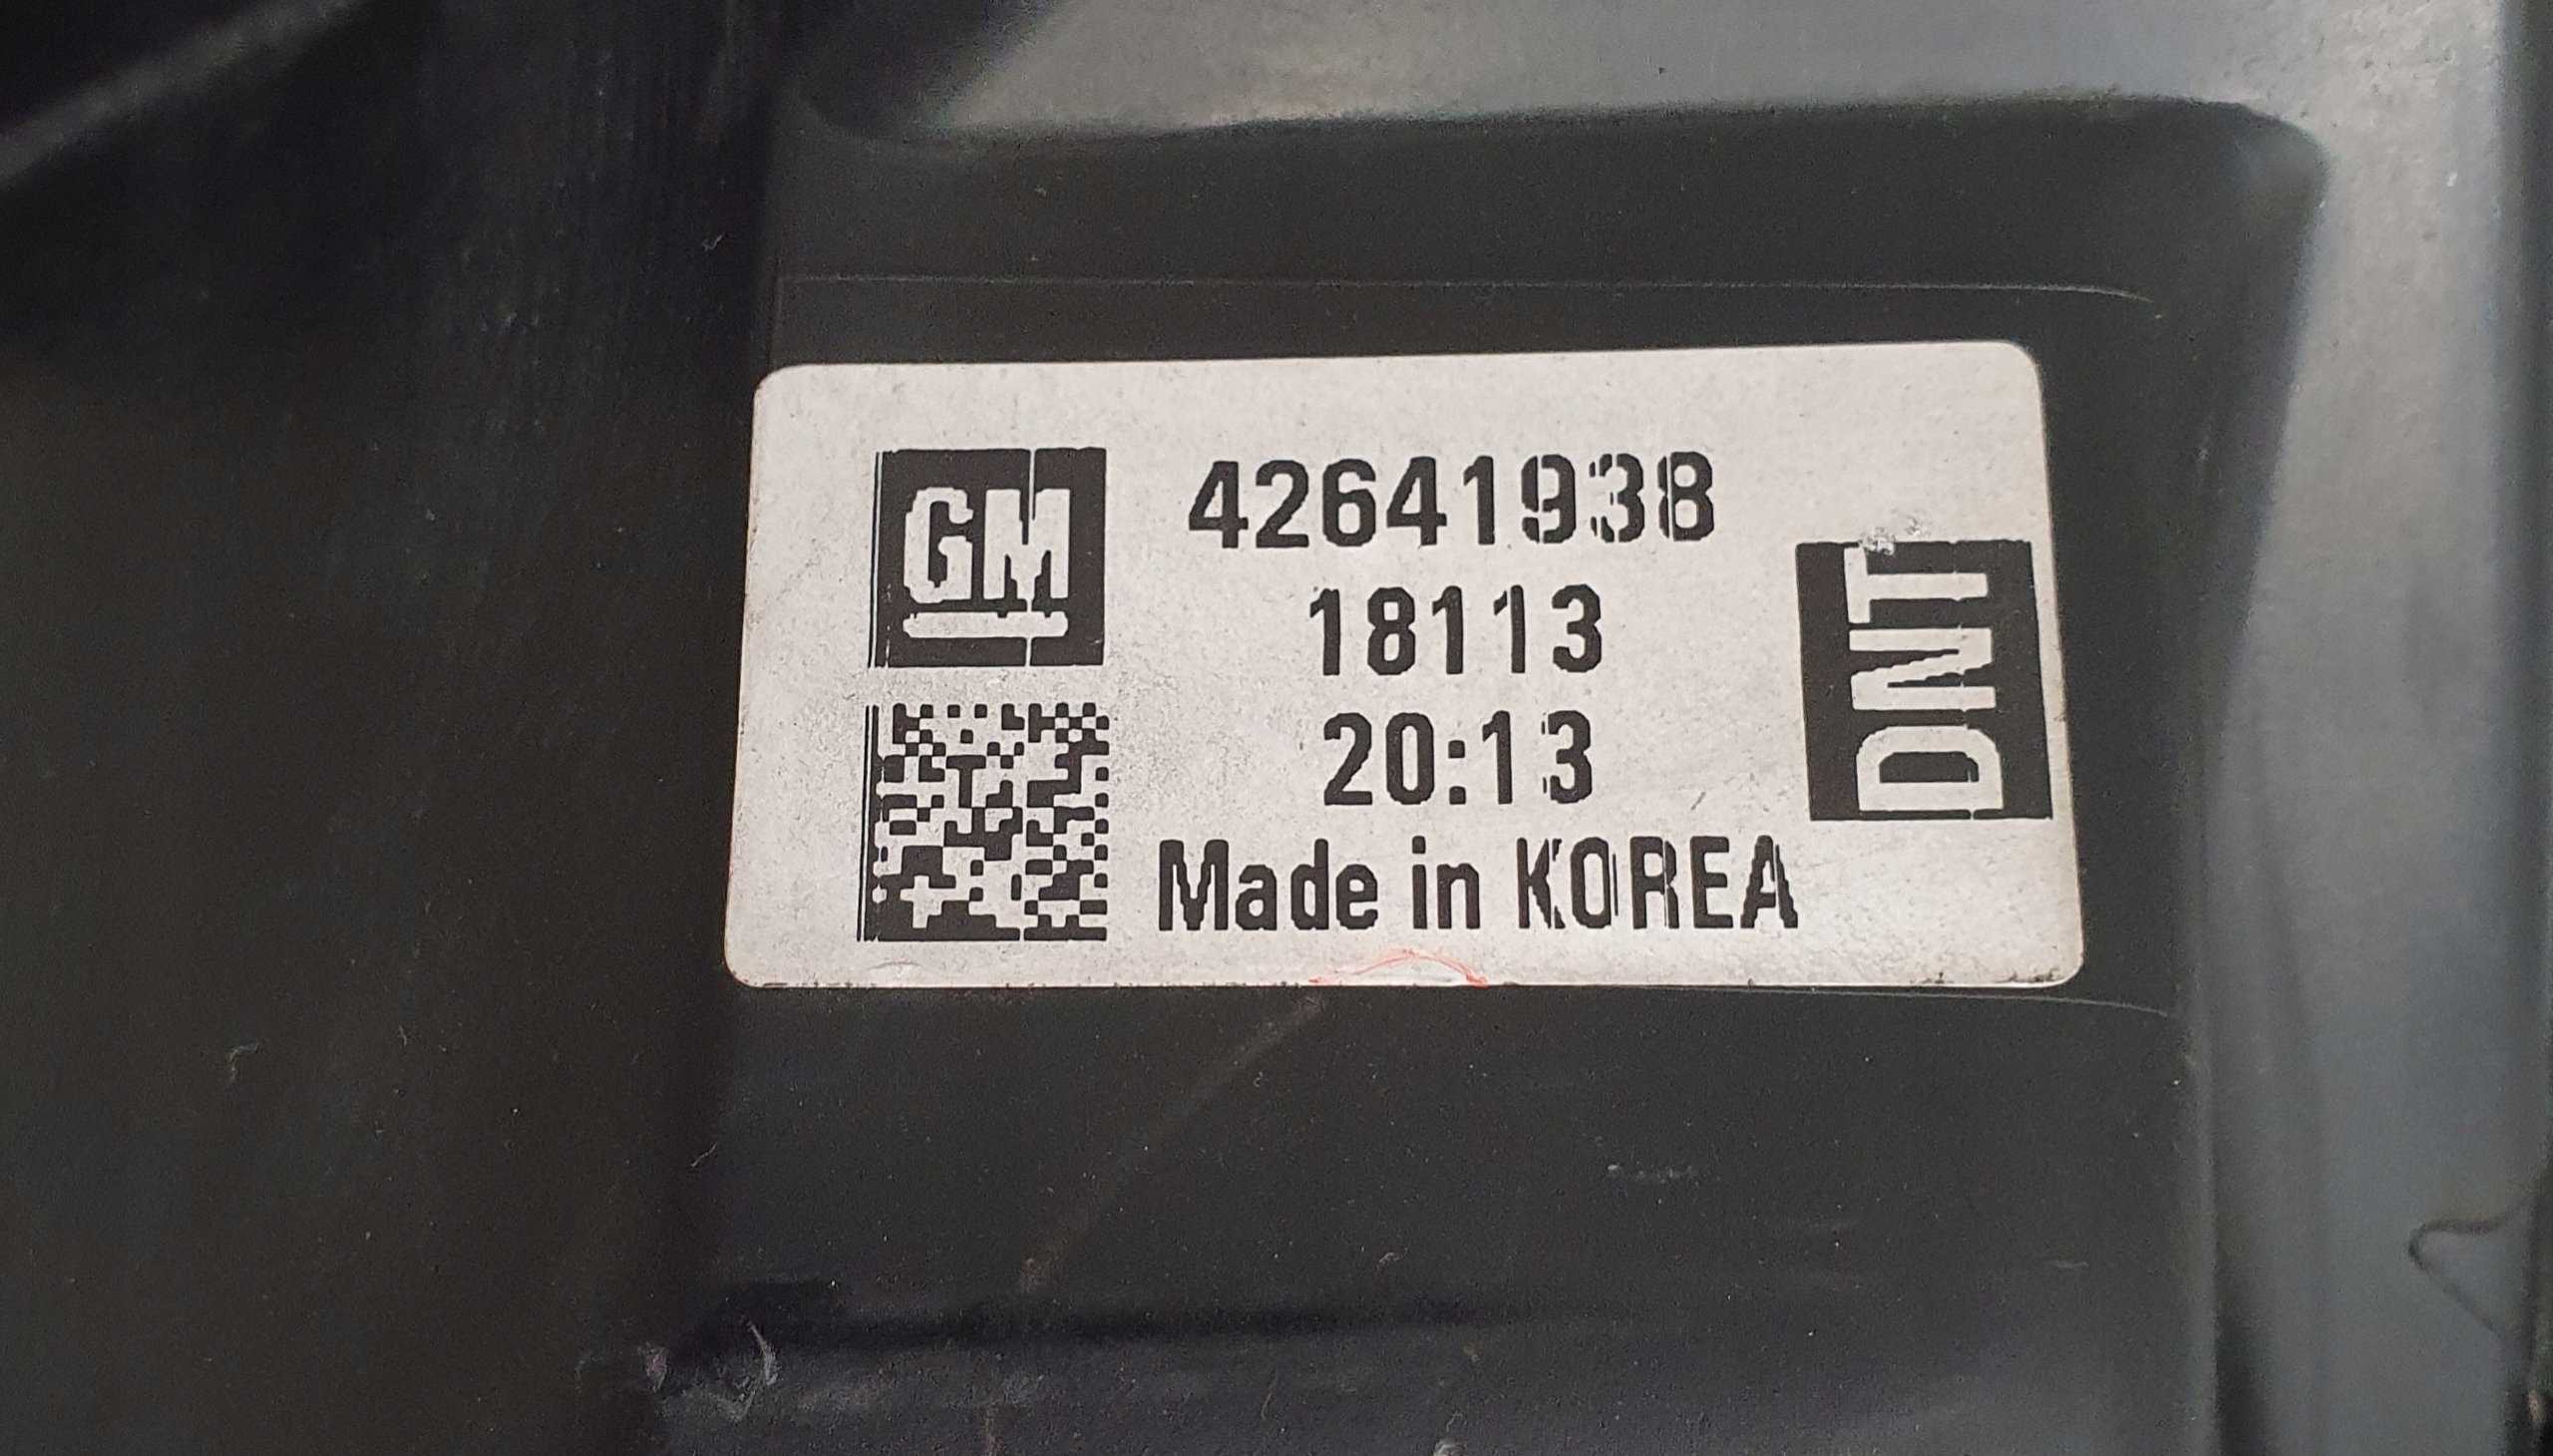 GM
42641938
18113
20:13
Made in KOREA
DNT